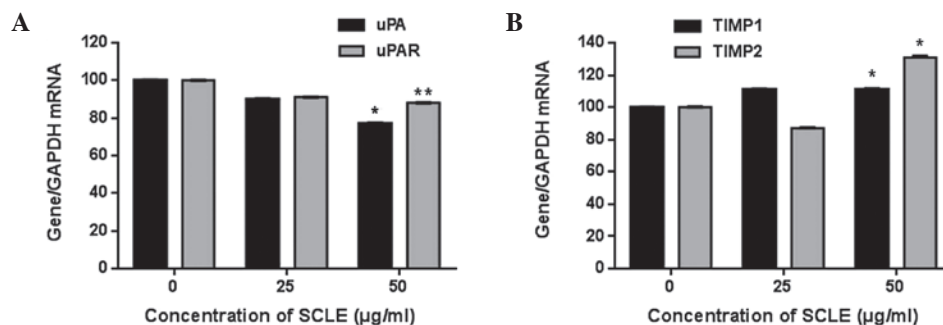 A
uPA
uPAR
120
100
80
60
40
20
0
Gene/GAPDH mRNA
*
**
0 25 50
Concentration of SCLE (µg/ml)
B
TIMP1
TIMP2
140
120
100
80
60
40
20
0
Gene/GAPDH mRNA
*
*
0 25 50
Concentration of SCLE (µg/ml)